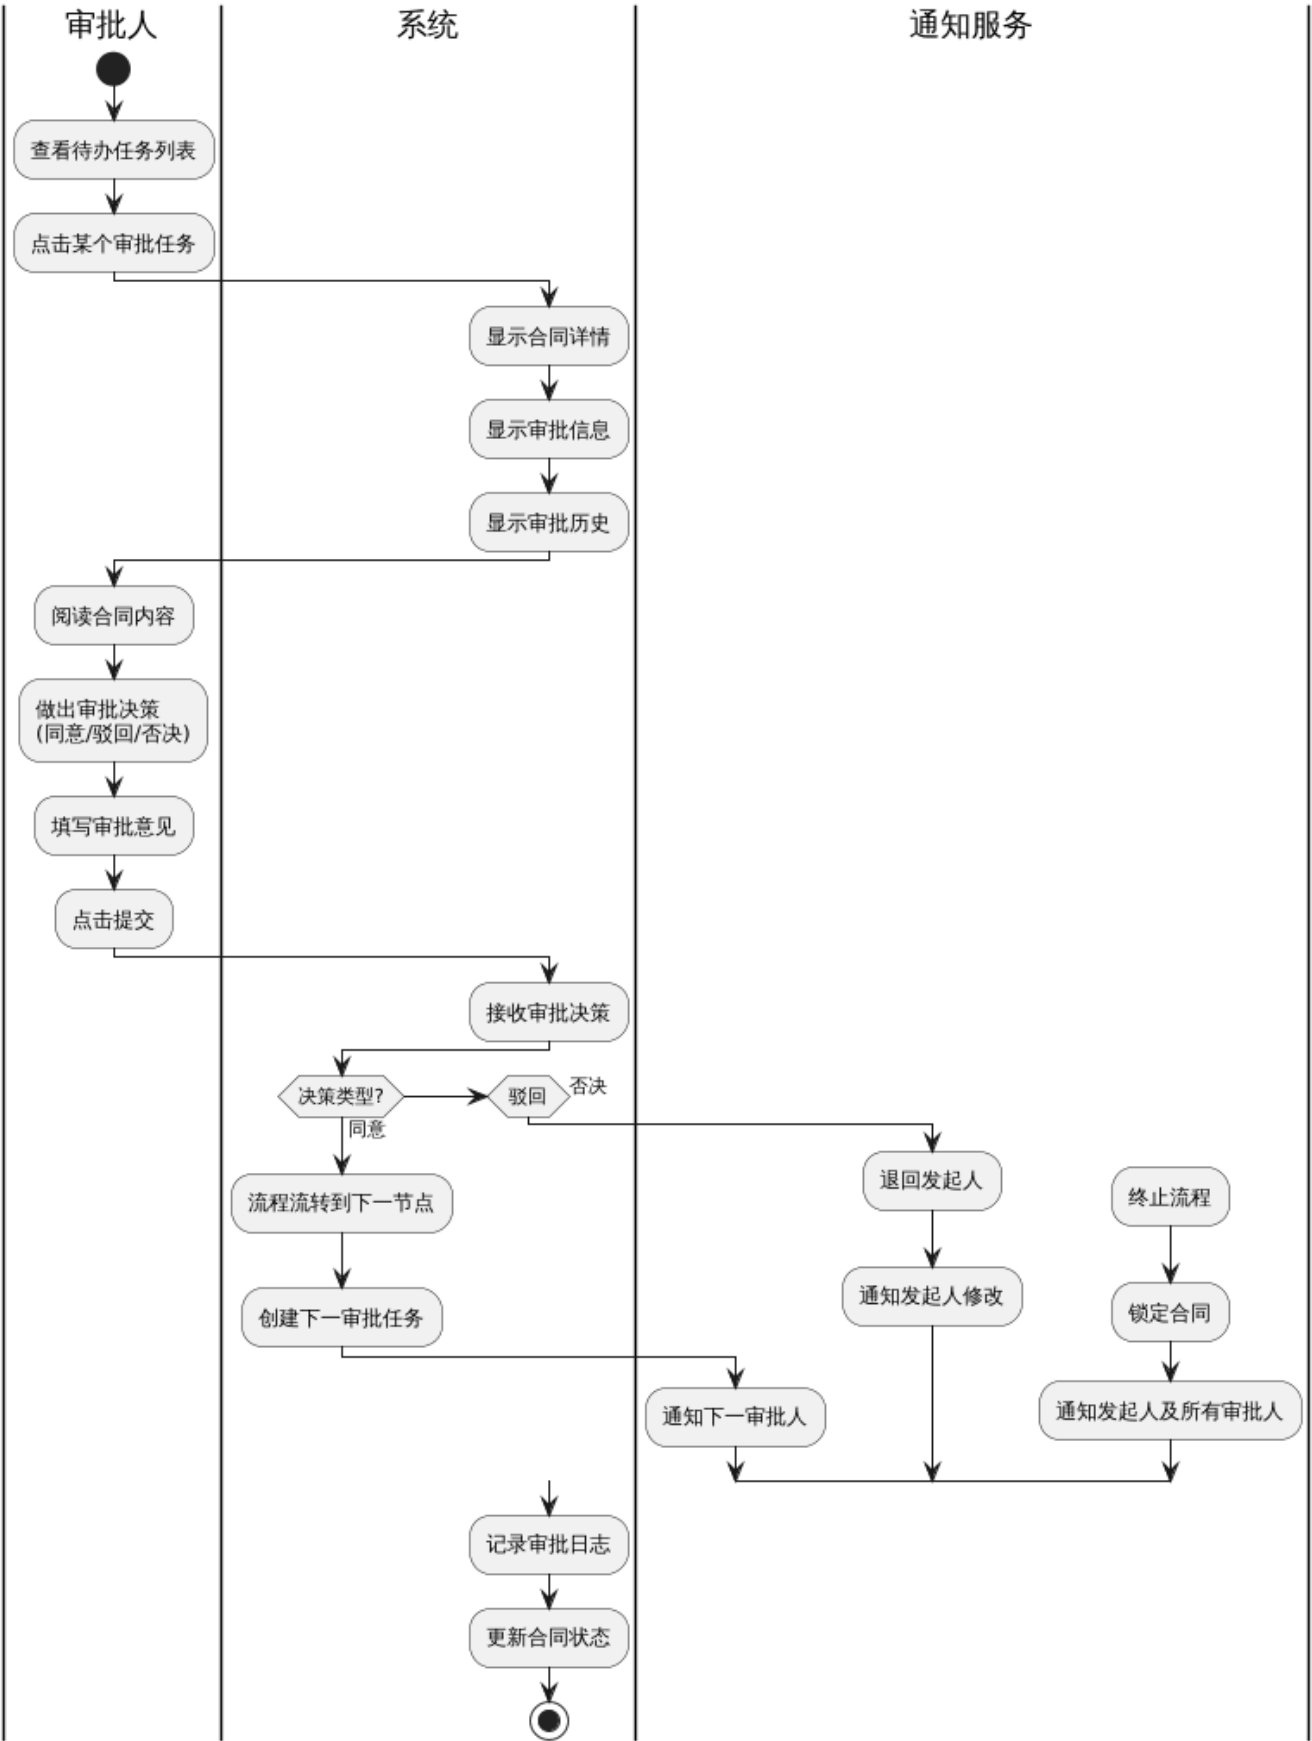 审批人
系统
通知服务
查看待办任务列表
点击某个审批任务
显示合同详情
显示审批信息
显示审批历史
阅读合同内容
做出审批决策
(同意/驳回/否决)
填写审批意见
点击提交
接收审批决策
决策类型?
驳回
否决
同意
退回发起人
终止流程
流程流转到下一节点
通知发起人修改
锁定合同
创建下一审批任务
通知下一审批人
通知发起人及所有审批人
记录审批日志
更新合同状态